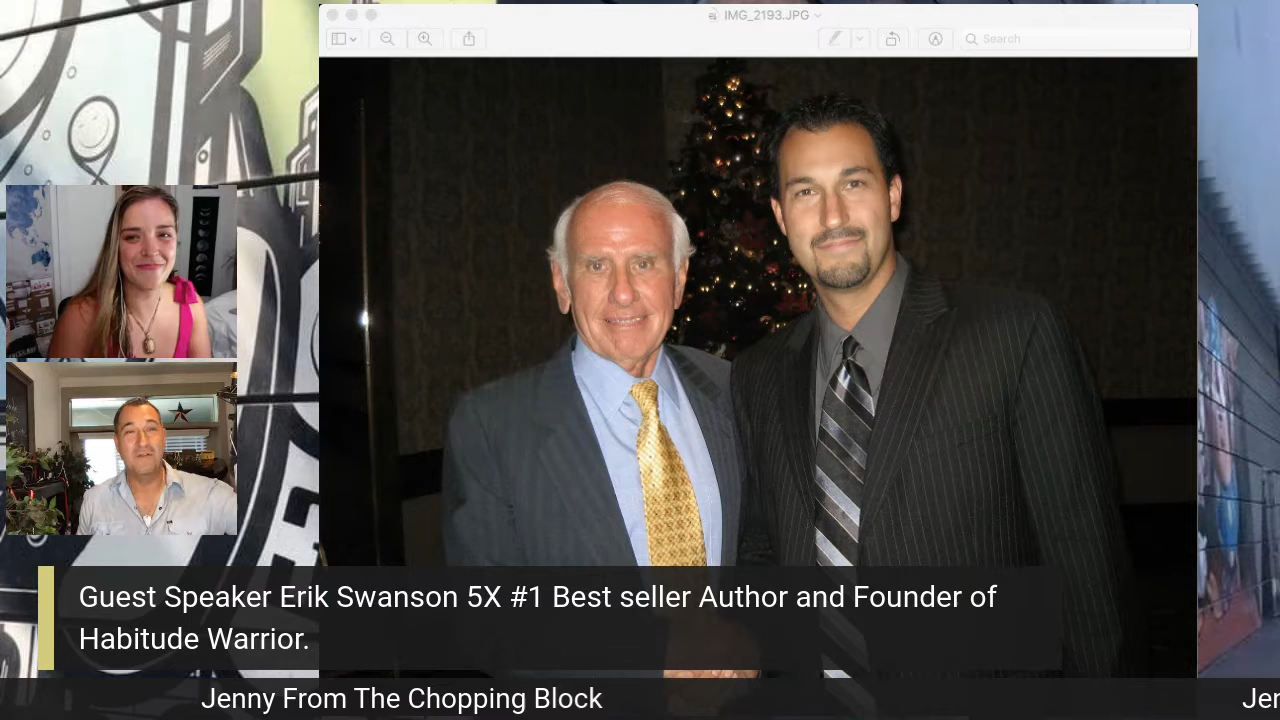 IMG_2193.JPG
Search
Guest Speaker Erik Swanson 5X #1 Best seller Author and Founder of
Habitude Warrior.
Jenny From The Chopping Block
Jer